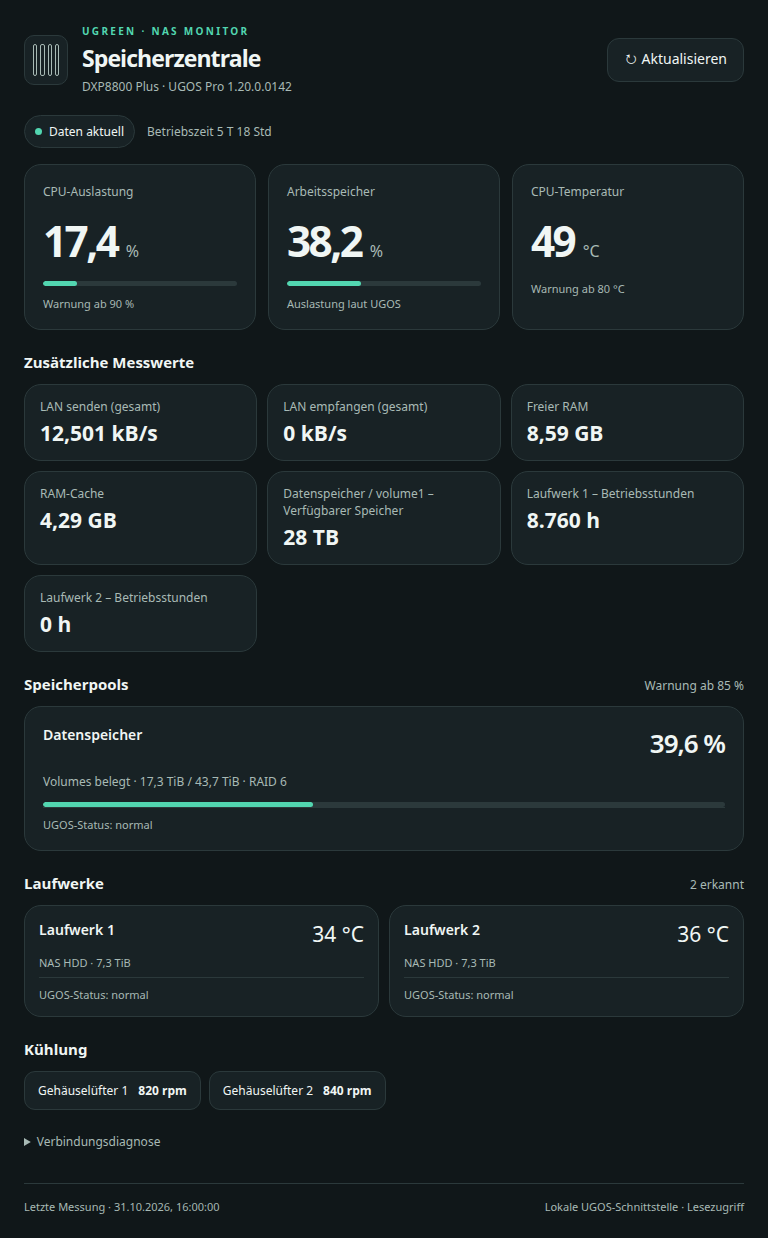 UGREEN · NAS MONITOR
Speicherzentrale
DXP8800 Plus · UGOS Pro 1.20.0.0142
↻ Aktualisieren
Daten aktuell
Betriebszeit 5 T 18 Std
CPU-Auslastung
17,4 %
Warnung ab 90 %
Arbeitsspeicher
38,2 %
Auslastung laut UGOS
CPU-Temperatur
49 °C
Warnung ab 80 °C
Zusätzliche Messwerte
LAN senden (gesamt)
12,501 kB/s
LAN empfangen (gesamt)
0 kB/s
Freier RAM
8,59 GB
RAM-Cache
4,29 GB
Datenspeicher / volume1 –
Verfügbarer Speicher
28 TB
Laufwerk 1 – Betriebsstunden
8.760 h
Laufwerk 2 – Betriebsstunden
0 h
Speicherpools
Warnung ab 85 %
Datenspeicher
39,6 %
Volumes belegt · 17,3 TiB / 43,7 TiB · RAID 6
UGOS-Status: normal
Laufwerke
2 erkannt
Laufwerk 1
34 °C
NAS HDD · 7,3 TiB
UGOS-Status: normal
Laufwerk 2
36 °C
NAS HDD · 7,3 TiB
UGOS-Status: normal
Kühlung
Gehäuselüfter 1 820 rpm
Gehäuselüfter 2 840 rpm
▶ Verbindungsdiagnose
Letzte Messung · 31.10.2026, 16:00:00
Lokale UGOS-Schnittstelle · Lesezugriff